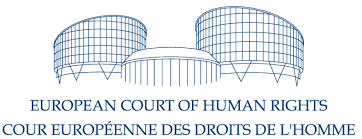 EUROPEAN COURT OF HUMAN RIGHTS
COUR EUROPÉENNE DES DROITS DE L'HOMME